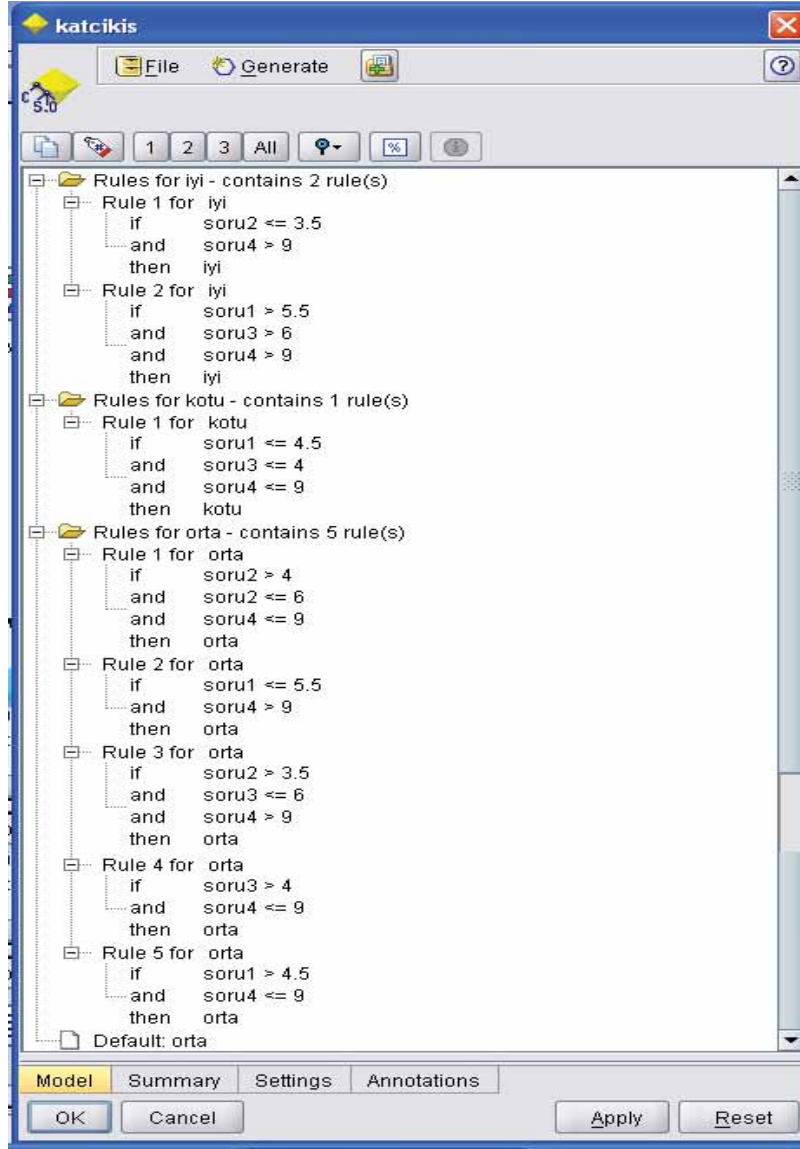 katcikis
File Generate
C 5.0
1 2 3 All %
Rules for iyi - contains 2 rule(s)
Rule 1 for iyi
if soru2 <= 3.5
and soru4 > 9
then iyi
Rule 2 for iyi
if soru1 > 5.5
and soru3 > 6
and soru4 > 9
then iyi
Rules for kotu - contains 1 rule(s)
Rule 1 for kotu
if soru1 <= 4.5
and soru3 <= 4
and soru4 <= 9
then kotu
Rules for orta - contains 5 rule(s)
Rule 1 for orta
if soru2 > 4
and soru2 <= 6
and soru4 <= 9
then orta
Rule 2 for orta
if soru1 <= 5.5
and soru4 > 9
then orta
Rule 3 for orta
if soru2 > 3.5
and soru3 <= 6
and soru4 > 9
then orta
Rule 4 for orta
if soru3 > 4
and soru4 <= 9
then orta
Rule 5 for orta
if soru1 > 4.5
and soru4 <= 9
then orta
Default: orta
Model Summary Settings Annotations
OK Cancel Apply Reset